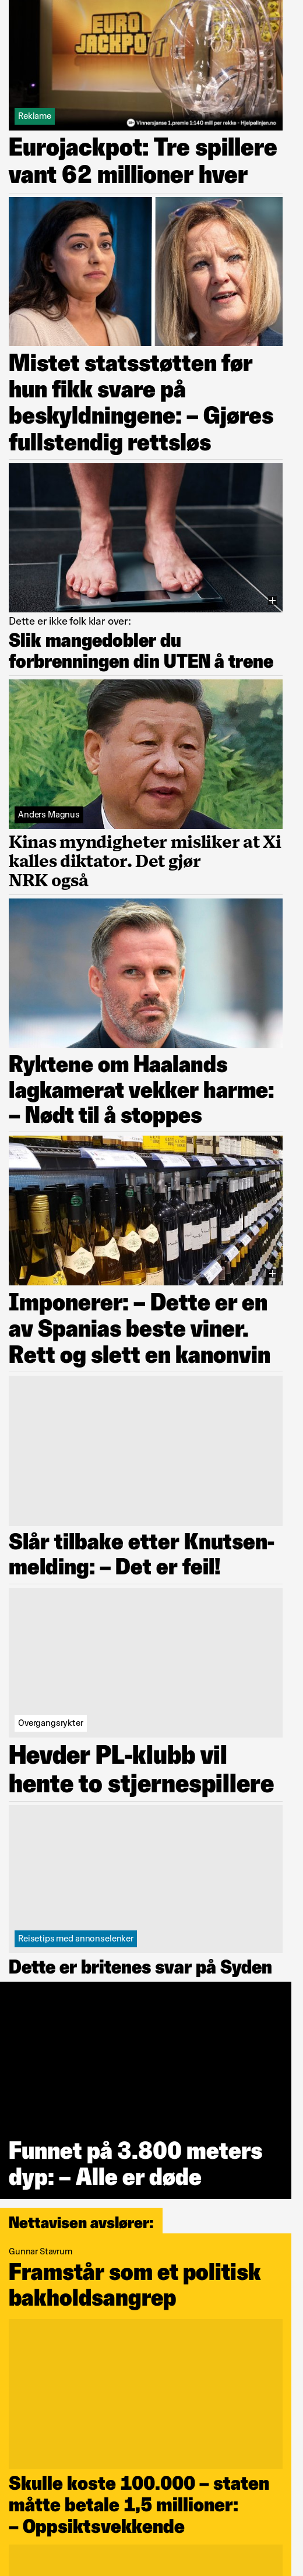 EURO
JACKPOT
Reklame
Vinnersjanse 1.premie 1:140 mill per rekke - Hjelpelinjen.no
Eurojackpot: Tre spillere
vant 62 millioner hver
Mistet statsstøtten før
hun fikk svare på
beskyldningene: – Gjøres
fullstendig rettsløs
Dette er ikke folk klar over:
Slik mangedobler du
forbrenningen din UTEN å trene
Anders Magnus
Kinas myndigheter misliker at Xi
kalles diktator. Det gjør
NRK også
Ryktene om Haalands
lagkamerat vekker harme:
– Nødt til å stoppes
Imponerer: – Dette er en
av Spanias beste viner.
Rett og slett en kanonvin
Slår tilbake etter Knutsen-
melding: – Det er feil!
Overgangsrykter
Hevder PL-klubb vil
hente to stjernespillere
Reisetips med annonselenker
Dette er britenes svar på Syden
Funnet på 3.800 meters
dyp: – Alle er døde
Nettavisen avslører:
Gunnar Stavrum
Framstår som et politisk
bakholdsangrep
Skulle koste 100.000 – staten
måtte betale 1,5 millioner:
– Oppsiktsvekkende